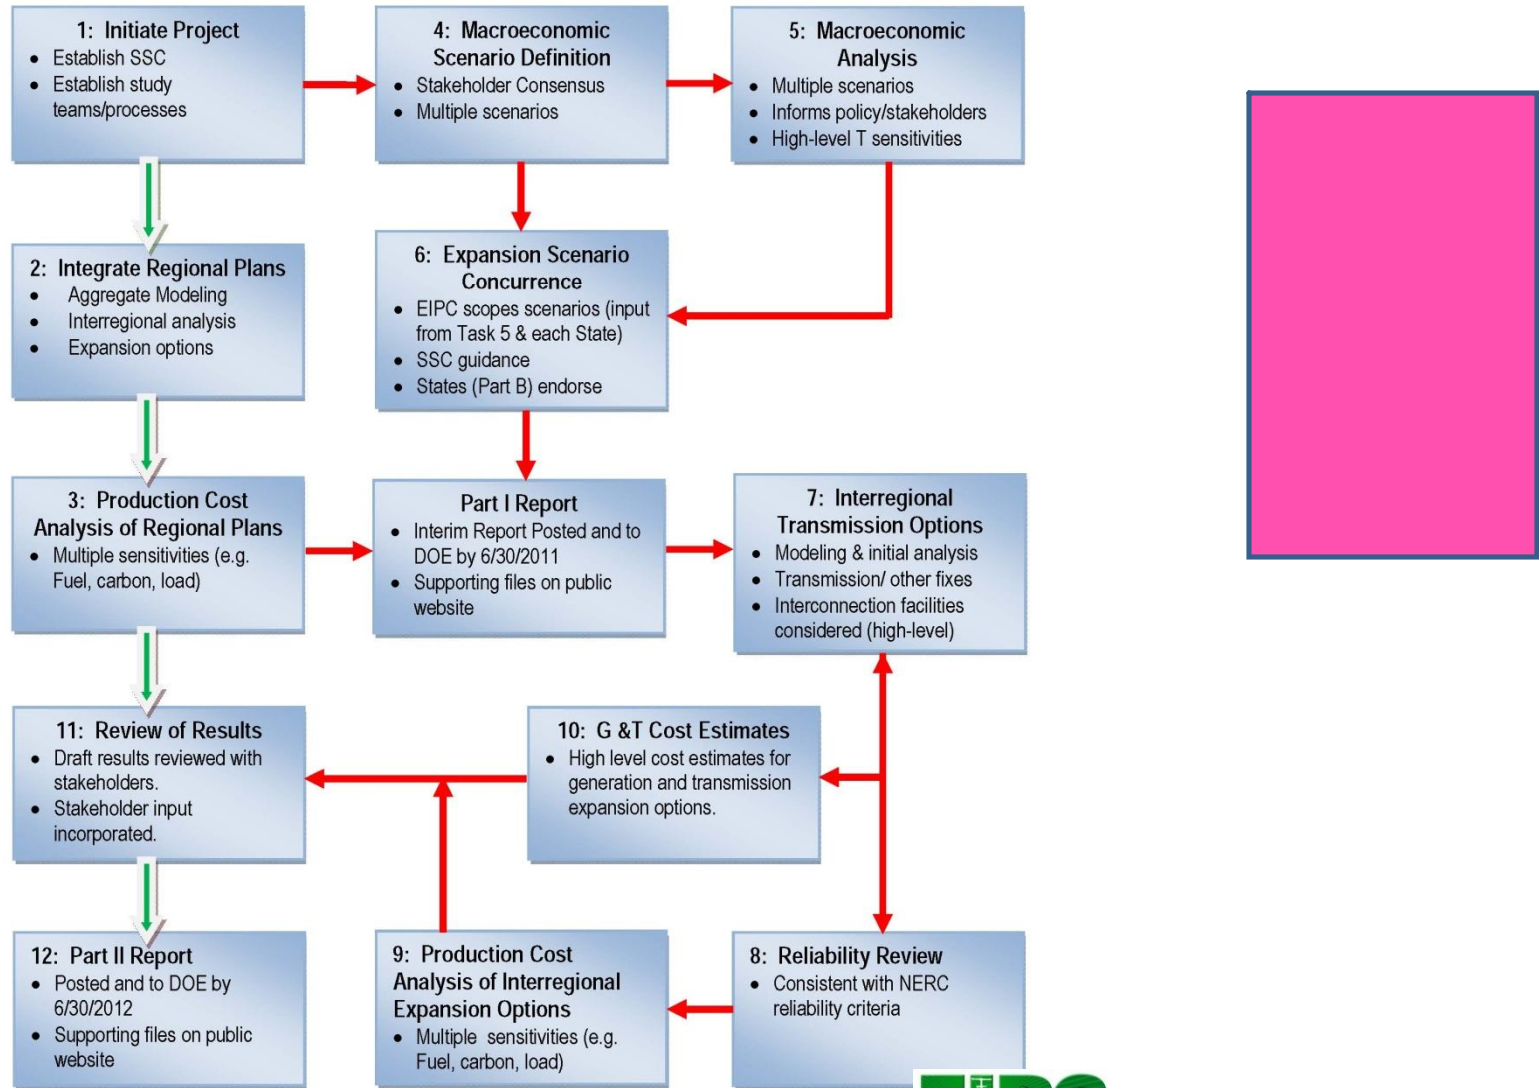 1: Initiate Project
• Establish SSC
• Establish study
teams/processes
4: Macroeconomic
Scenario Definition
• Stakeholder Consensus
• Multiple scenarios
5: Macroeconomic
Analysis
• Multiple scenarios
• Informs policy/stakeholders
• High-level T sensitivities
2: Integrate Regional Plans
• Aggregate Modeling
• Interregional analysis
• Expansion options
6: Expansion Scenario
Concurrence
• EIPC scopes scenarios (input
from Task 5 & each State)
• SSC guidance
• States (Part B) endorse
3: Production Cost
Analysis of Regional Plans
• Multiple sensitivities (e.g.
Fuel, carbon, load)
Part I Report
• Interim Report Posted and to
DOE by 6/30/2011
• Supporting files on public
website
7: Interregional
Transmission Options
• Modeling & initial analysis
• Transmission/ other fixes
• Interconnection facilities
considered (high-level)
11: Review of Results
• Draft results reviewed with
stakeholders.
• Stakeholder input
incorporated.
10: G &T Cost Estimates
• High level cost estimates for
generation and transmission
expansion options.
12: Part II Report
• Posted and to DOE by
6/30/2012
• Supporting files on public
website
9: Production Cost
Analysis of Interregional
Expansion Options
• Multiple sensitivities (e.g.
Fuel, carbon, load)
8: Reliability Review
• Consistent with NERC
reliability criteria